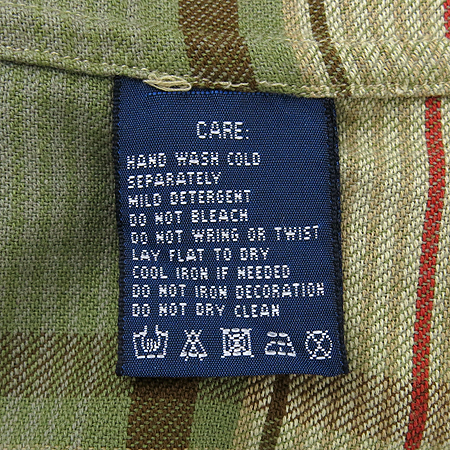 CARE:
HAND WASH COLD
SEPARATELY
MILD DETERGENT
DO NOT BLEACH
DO NOT WRING OR TWIST
LAY FLAT TO DRY
COOL IRON IF NEEDED
DO NOT IRON DECORATION
DO NOT DRY CLEAN